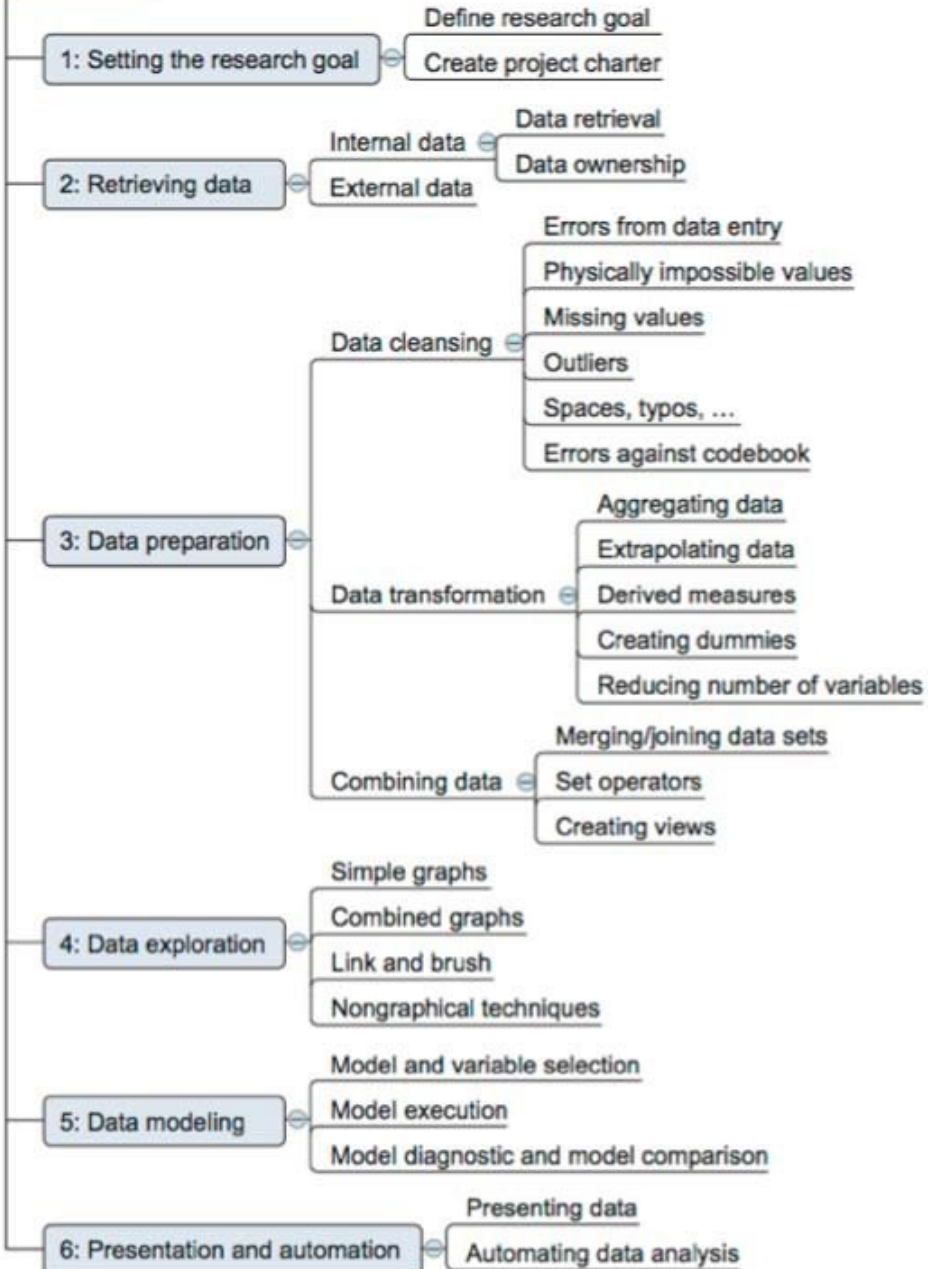 1: Setting the research goal
Define research goal
Create project charter
2: Retrieving data
Internal data
Data retrieval
Data ownership
External data
3: Data preparation
Data cleansing
Errors from data entry
Physically impossible values
Missing values
Outliers
Spaces, typos, ...
Errors against codebook
Data transformation
Aggregating data
Extrapolating data
Derived measures
Creating dummies
Reducing number of variables
Combining data
Merging/joining data sets
Set operators
Creating views
4: Data exploration
Simple graphs
Combined graphs
Link and brush
Nongraphical techniques
5: Data modeling
Model and variable selection
Model execution
Model diagnostic and model comparison
6: Presentation and automation
Presenting data
Automating data analysis